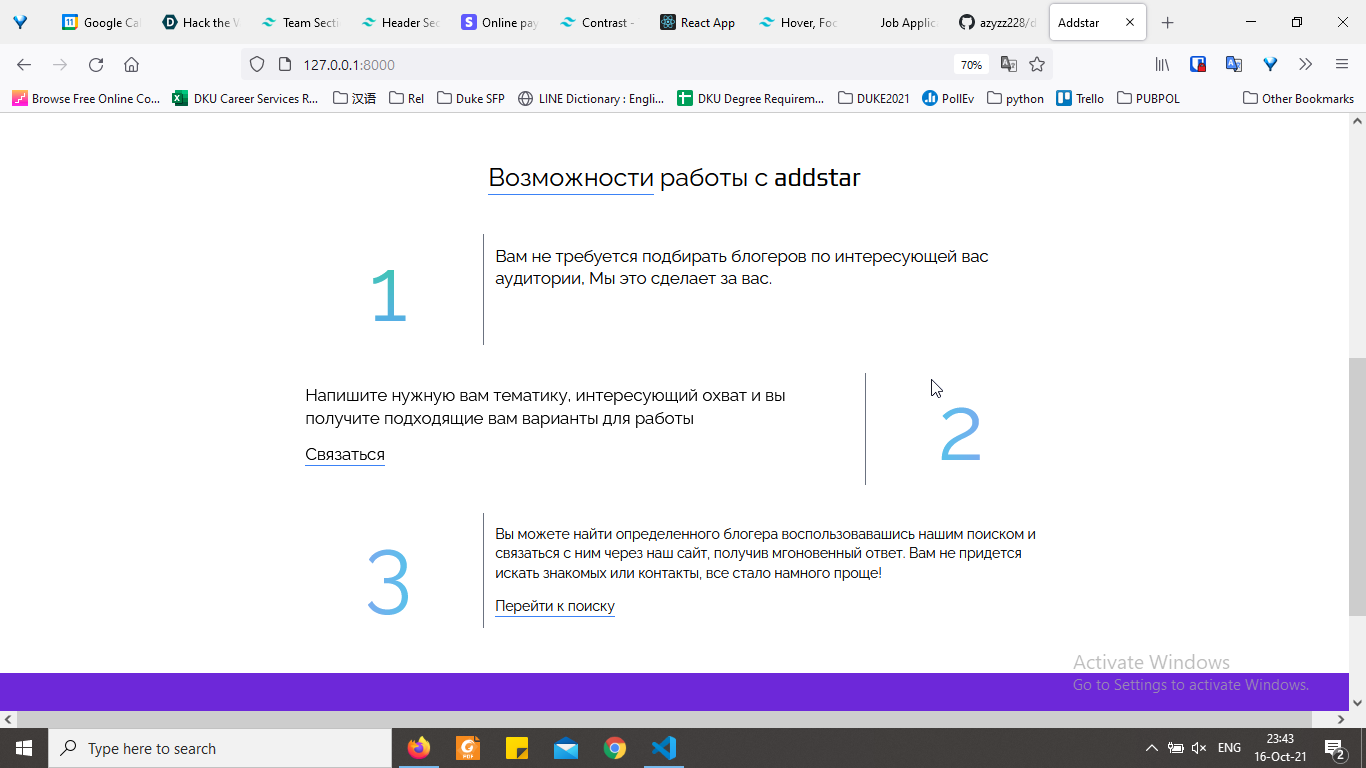 Google Cal
Hack the V
Team Secti
Header Sec
Online pay
Contrast -
React App
Hover, Foc
Job Applic
azyzz228/d
Addstar
127.0.0.1:8000
70%
Browse Free Online Co...
DKU Career Services R...
汉语
Rel
Duke SFP
LINE Dictionary : Engli...
DKU Degree Requirem...
DUKE2021
PollEv
python
Trello
PUBPOL
Other Bookmarks
Возможности работы с addstar
1
Вам не требуется подбирать блогеров по интересующей вас
аудитории, Мы это сделает за вас.
Напишите нужную вам тематику, интересующий охват и вы
получите подходящие вам варианты для работы
Связаться
2
3
Вы можете найти определенного блогера воспользовавашись нашим поиском и
связаться с ним через наш сайт, получив мгоновенный ответ. Вам не придется
искать знакомых или контакты, все стало намного проще!
Перейти к поиску
Activate Windows
Go to Settings to activate Windows.
Type here to search
ENG
23:43
16-Oct-21
2